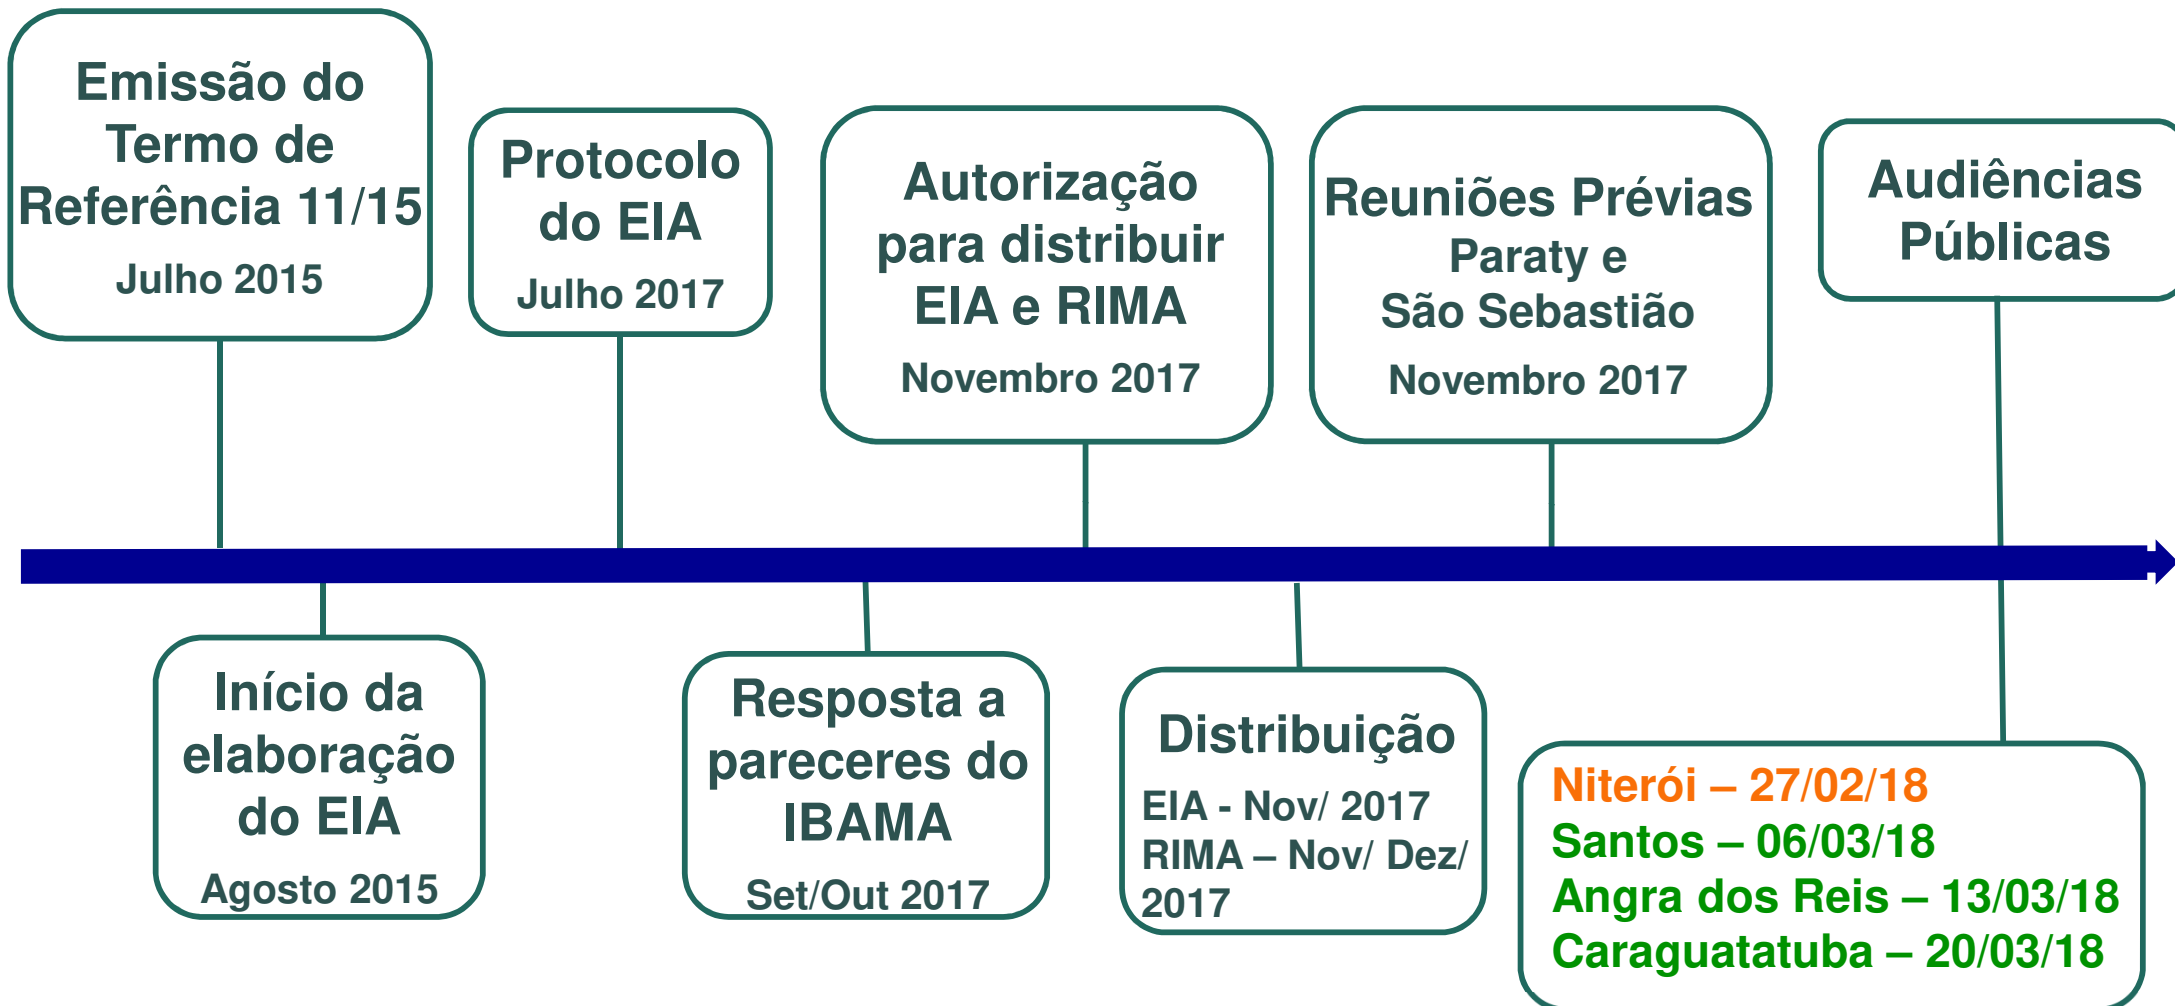 Emissão do
Termo de
Referência 11/15
Julho 2015
Protocolo
do EIA
Julho 2017
Autorização
para distribuir
EIA e RIMA
Novembro 2017
Reuniões Prévias
Paraty e
São Sebastião
Novembro 2017
Audiências
Públicas
Início da
elaboração
do EIA
Agosto 2015
Resposta a
pareceres do
IBAMA
Set/Out 2017
Distribuição
EIA - Nov/ 2017
RIMA – Nov/ Dez/
2017
Niterói – 27/02/18
Santos – 06/03/18
Angra dos Reis – 13/03/18
Caraguatatuba – 20/03/18